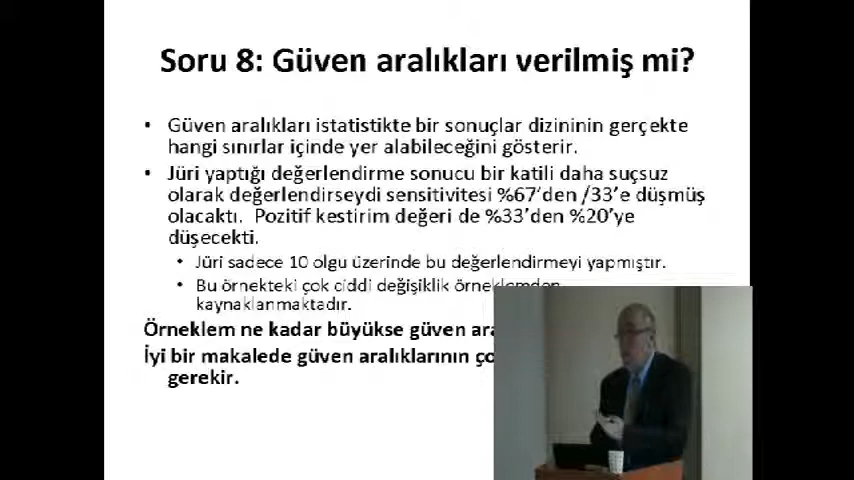 Soru 8: Güven aralıkları verilmiş mi?
• Güven aralıkları istatistikte bir sonuçlar dizininin gerçekte
hangi sınırlar içinde yer alabileceğini gösterir.
• Jüri yaptığı değerlendirme sonucu bir katili daha suçsuz
olarak değerlendirseydi sensitivitesi %67'den /33'e düşmüş
olacaktı. Pozitif kestirim değeri de %33'den %20'ye
düşecekti.
• Jüri sadece 10 olgu üzerinde bu değerlendirmeyi yapmıştır.
• Bu örnekteki çok ciddi değişiklik örneklemden
kaynaklanmaktadır.
Örneklem ne kadar büyükse güven
İyi bir makalede güven aralıklarının
gerekir.